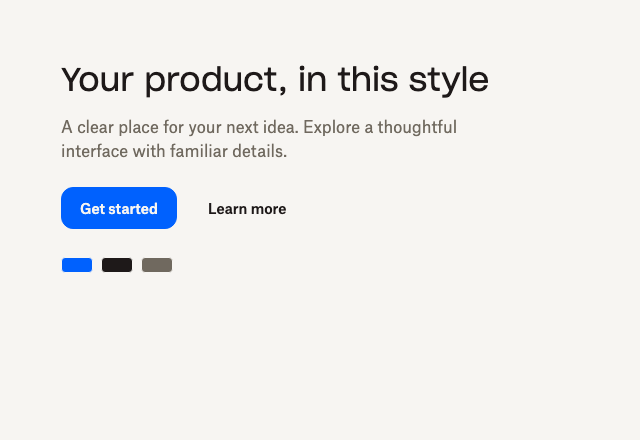 Your product, in this style
A clear place for your next idea. Explore a thoughtful
interface with familiar details.
Get started
Learn more